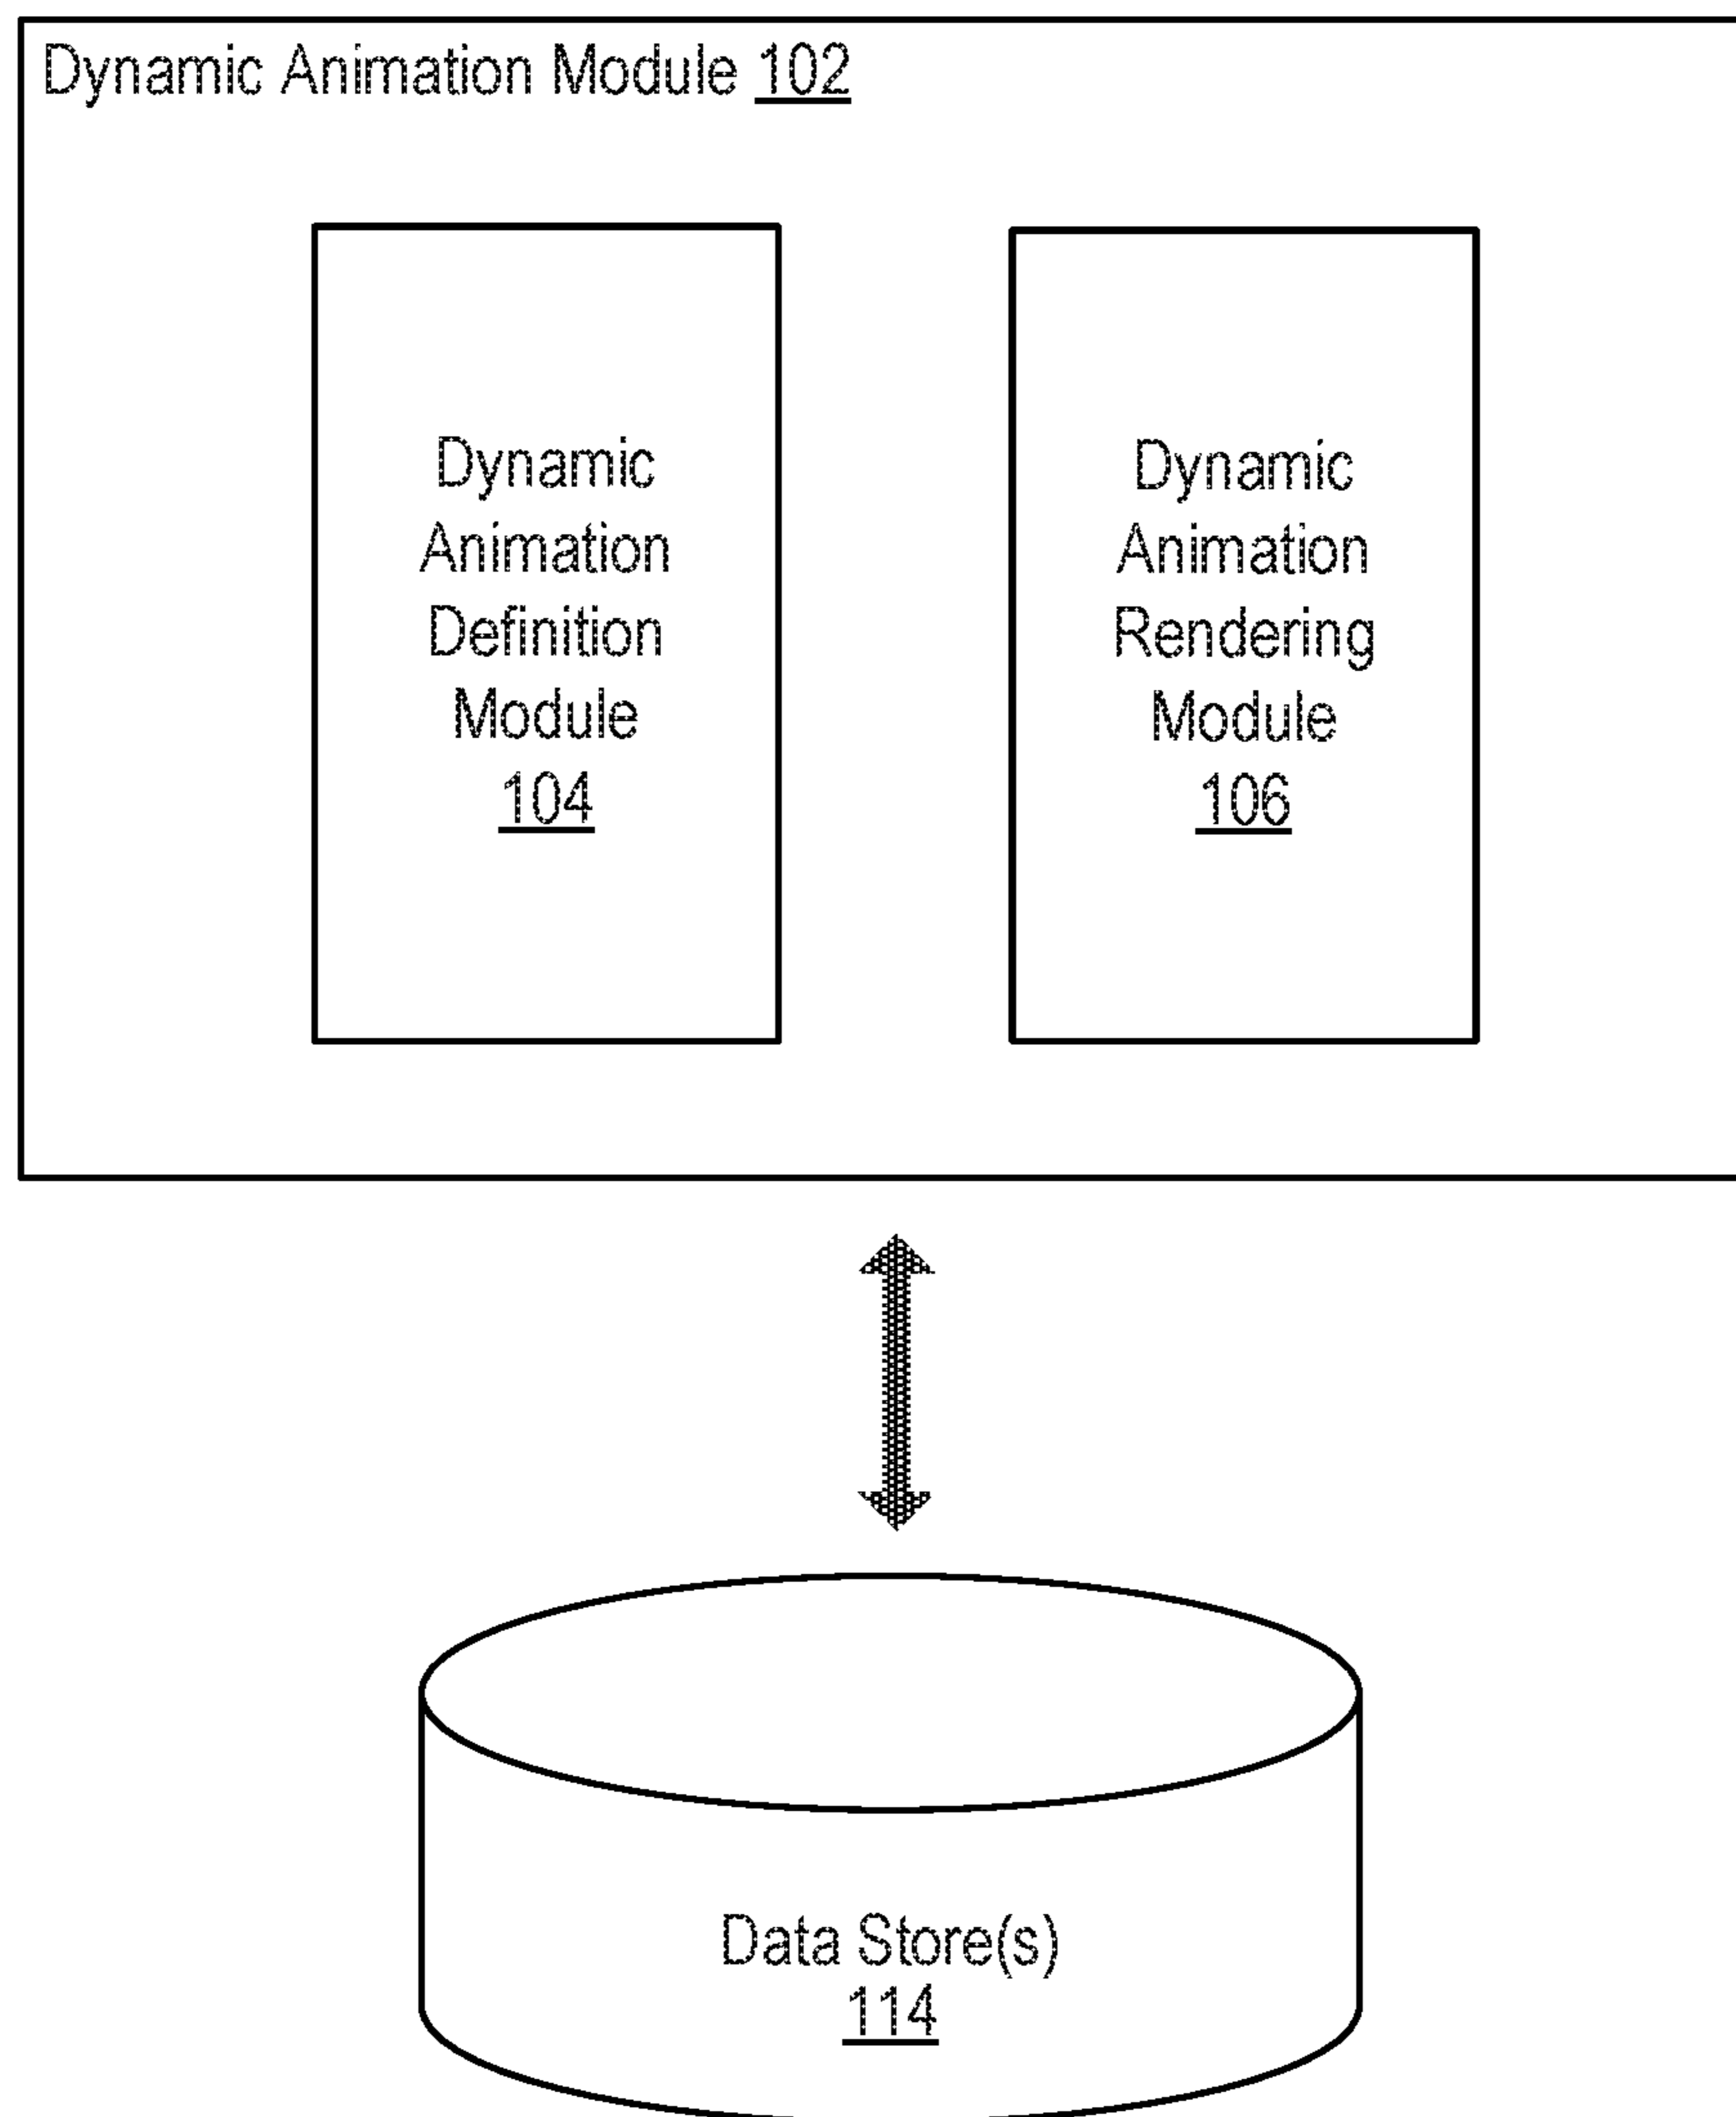 Dynamic Animation Module 102
Dynamic
Animation
Definition
Module
104
Dynamic
Animation
Rendering
Module
106
Data Store(s)
114